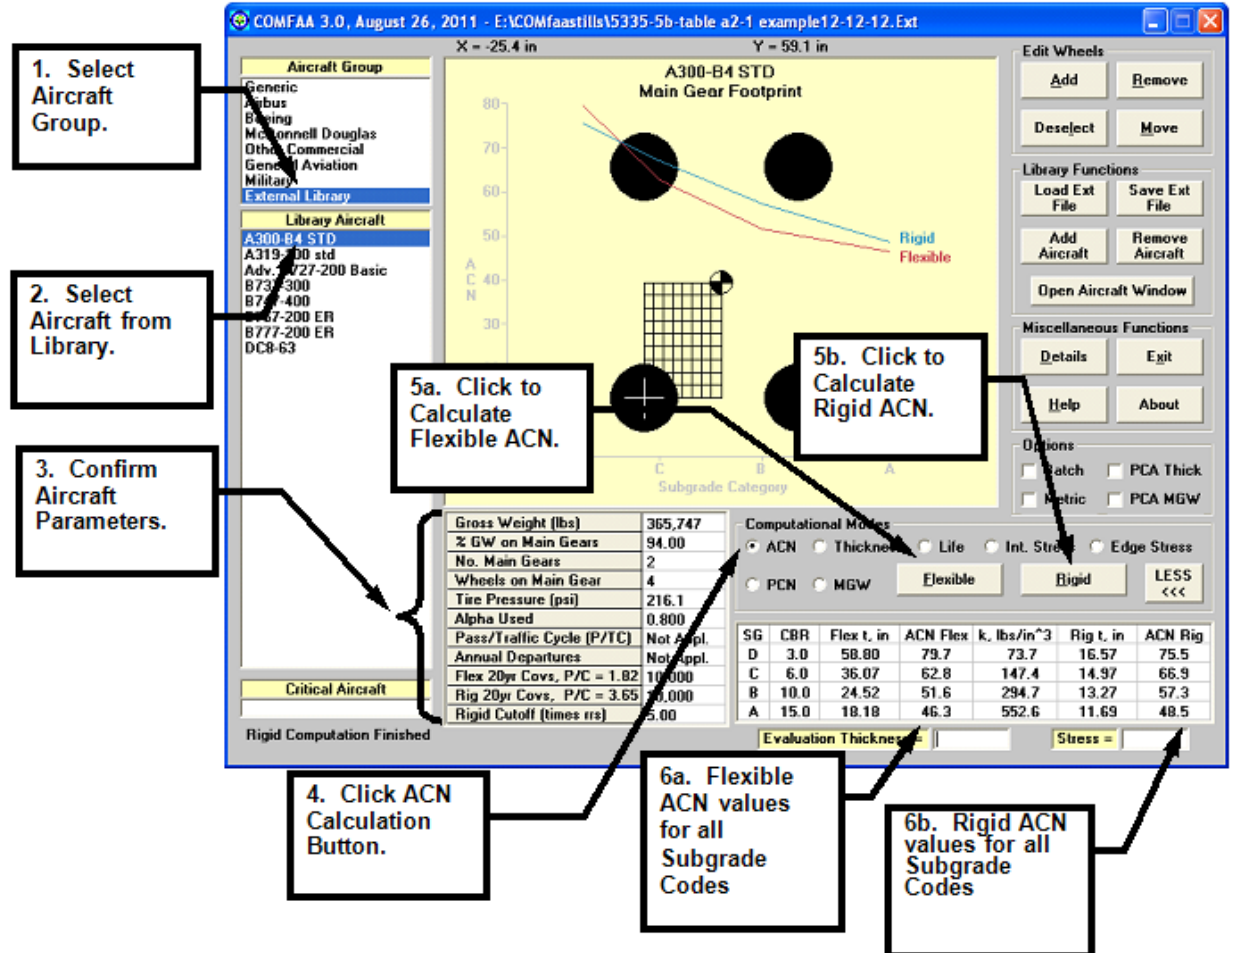 COMFAA 3.0, August 26, 2011 - E:\COMfaastills\5335-5b-table a2-1 example12-12-12.Ext
X = -25.4 in
Y = 59.1 in
1. Select
Aircraft
Group.
Aircraft Group
Generic
Airbus
Boeing
McDonnell Douglas
Other Commercial
General Aviation
Military
External Library
Library Aircraft
A300-B4 STD
A319-100 std
Adv. B727-200 Basic
B737-300
B747-400
B767-200 ER
B777-200 ER
DC8-63
2. Select
Aircraft from
Library.
3. Confirm
Aircraft
Parameters.
Critical Aircraft
Rigid Computation Finished
A300-B4 STD
Main Gear Footprint
80
70
60
50
40
30
A
C
N
Rigid
Flexible
C
B
A
Subgrade Category
5a. Click to
Calculate
Flexible ACN.
5b. Click to
Calculate
Rigid ACN.
Edit Wheels
Add Remove
Deselect Move
Library Functions
Load Ext File
Save Ext File
Add Aircraft
Remove Aircraft
Open Aircraft Window
Miscellaneous Functions
Details Exit
Help About
Options
Batch PCA Thick
Metric PCA MGW
Gross Weight (lbs) 365,747
% GW on Main Gears 94.00
No. Main Gears 2
Wheels on Main Gear 4
Tire Pressure (psi) 216.1
Alpha Used 0.800
Pass/Traffic Cycle (P/TC) Not Appl.
Annual Departures Not Appl.
Flex 20yr Covs, P/C = 1.82 10,000
Rig 20yr Covs, P/C = 3.65 10,000
Rigid Cutoff (times rrs) 5.00
Computational Modes
ACN Thickness Life Int. Stress Edge Stress
PCN MGW Flexible Rigid LESS
<<<
SG CBR Flex t, in ACN Flex k, lbs/in^3 Rig t, in ACN Rig
D 3.0 58.80 79.7 73.7 16.57 75.5
C 6.0 36.07 62.8 147.4 14.97 66.9
B 10.0 24.52 51.6 294.7 13.27 57.3
A 15.0 18.18 46.3 552.6 11.69 48.5
Evaluation Thickness =
Stress =
4. Click ACN
Calculation
Button.
6a. Flexible
ACN values
for all
Subgrade
Codes
6b. Rigid ACN
values for all
Subgrade
Codes